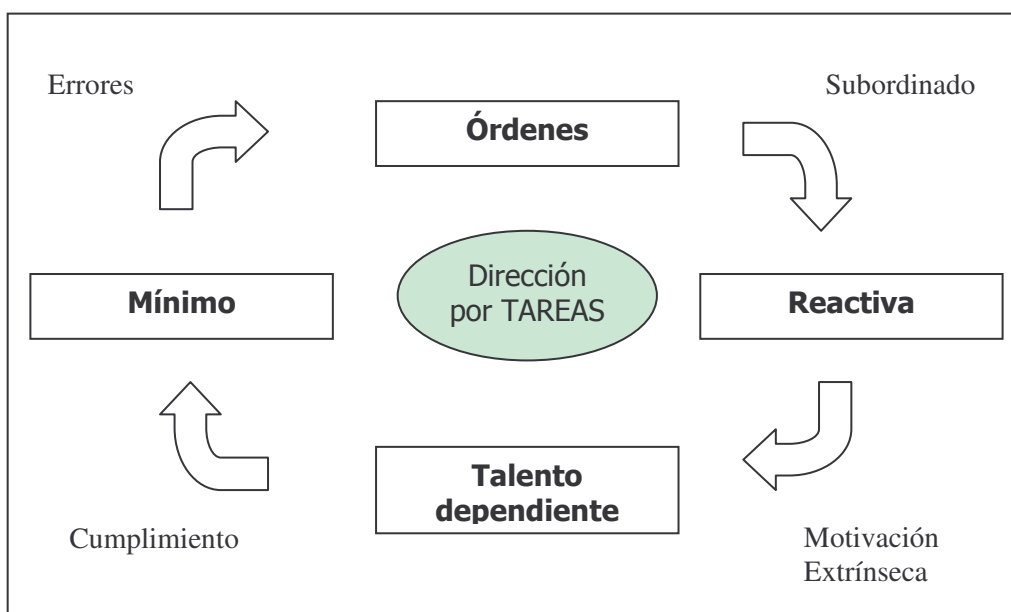 Errores
Subordinado
Órdenes
Mínimo
Dirección
por TAREAS
Reactiva
Talento
dependiente
Cumplimiento
Motivación
Extrínseca